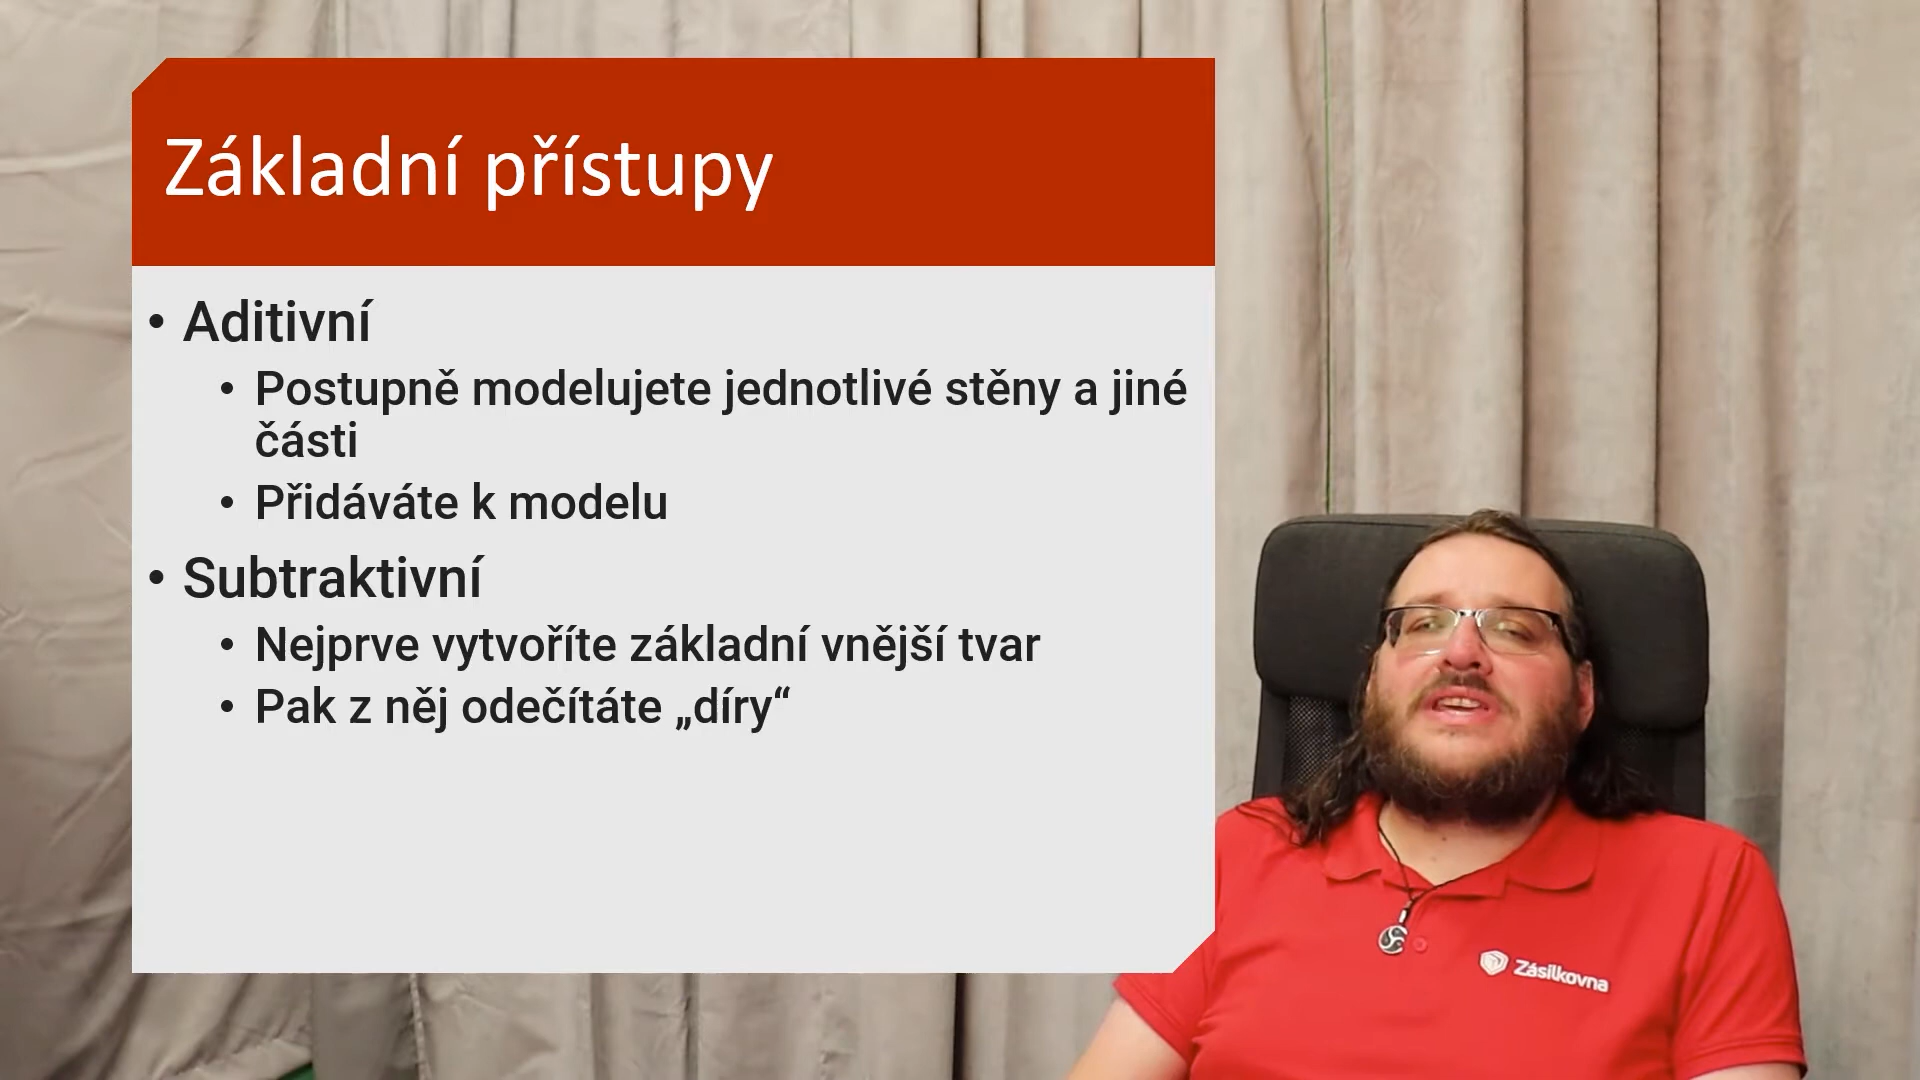 Základní přístupy
• Aditivní
• Postupně modelujete jednotlivé stěny a jiné
části
• Přidáváte k modelu
• Subtraktivní
• Nejprve vytvoříte základní vnější tvar
• Pak z něj odečítáte „díry“
Zásilkovna